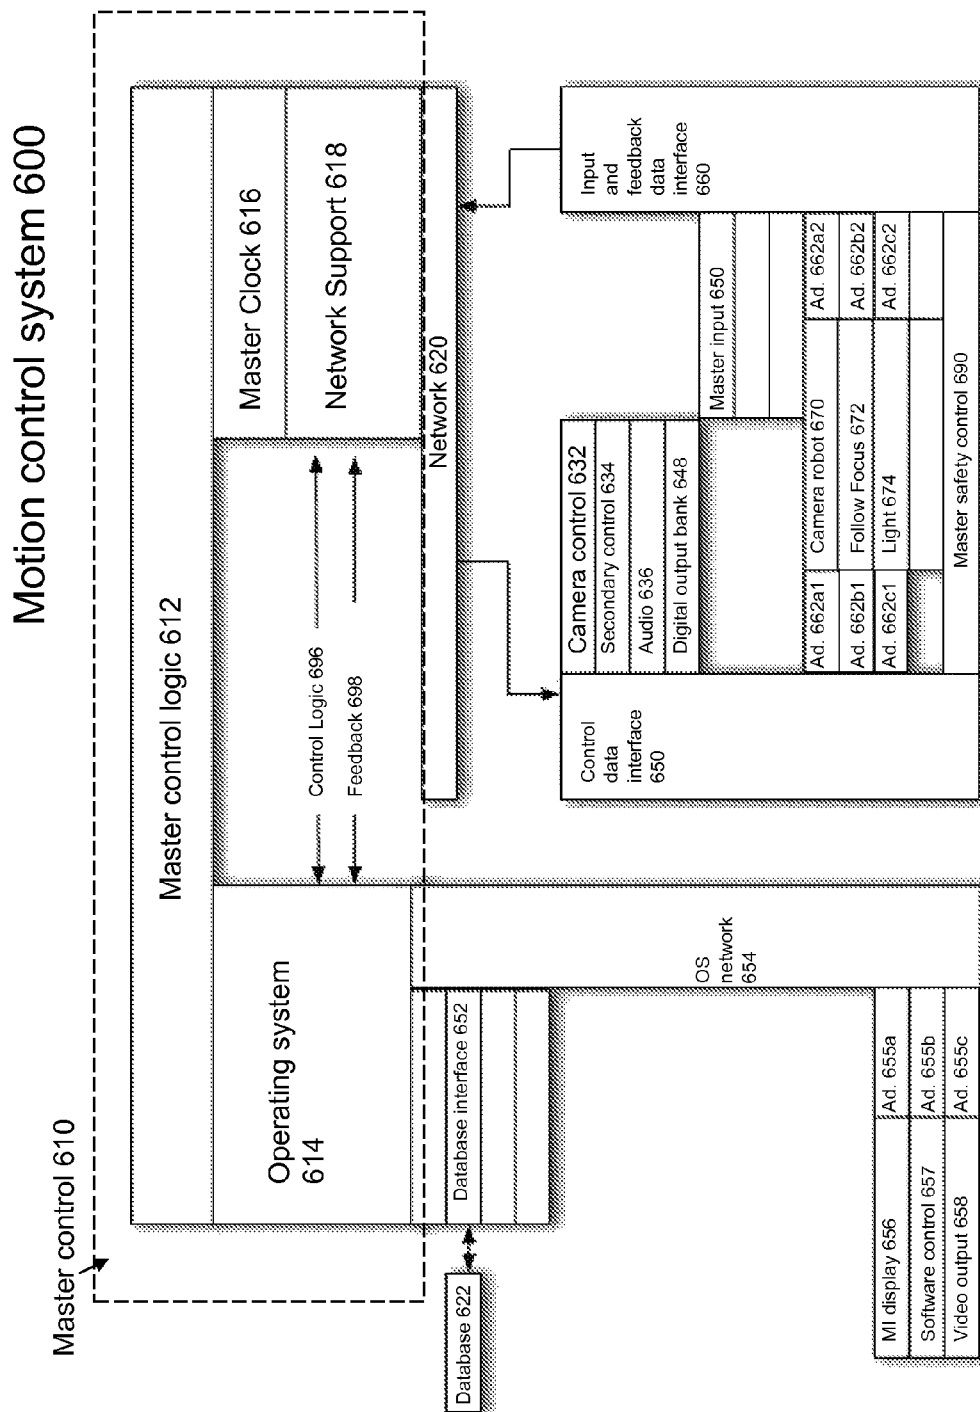 Motion control system 600
Master control 610
Master control logic 612
Operating system
614
Control Logic 696
Feedback 698
Master Clock 616
Network Support 618
Network 620
Database 622
Database interface 652
OS
network
654
MI display 656
Ad. 655a
Software control 657
Ad. 655b
Video output 658
Ad. 655c
Control
data
interface
650
Camera control 632
Secondary control 634
Audio 636
Digital output bank 648
Master input 650
Input
and
feedback
data
interface
660
Ad. 662a1
Camera robot 670
Ad. 662a2
Ad. 662b1
Follow Focus 672
Ad. 662b2
Ad. 662c1
Light 674
Ad. 662c2
Master safety control 690